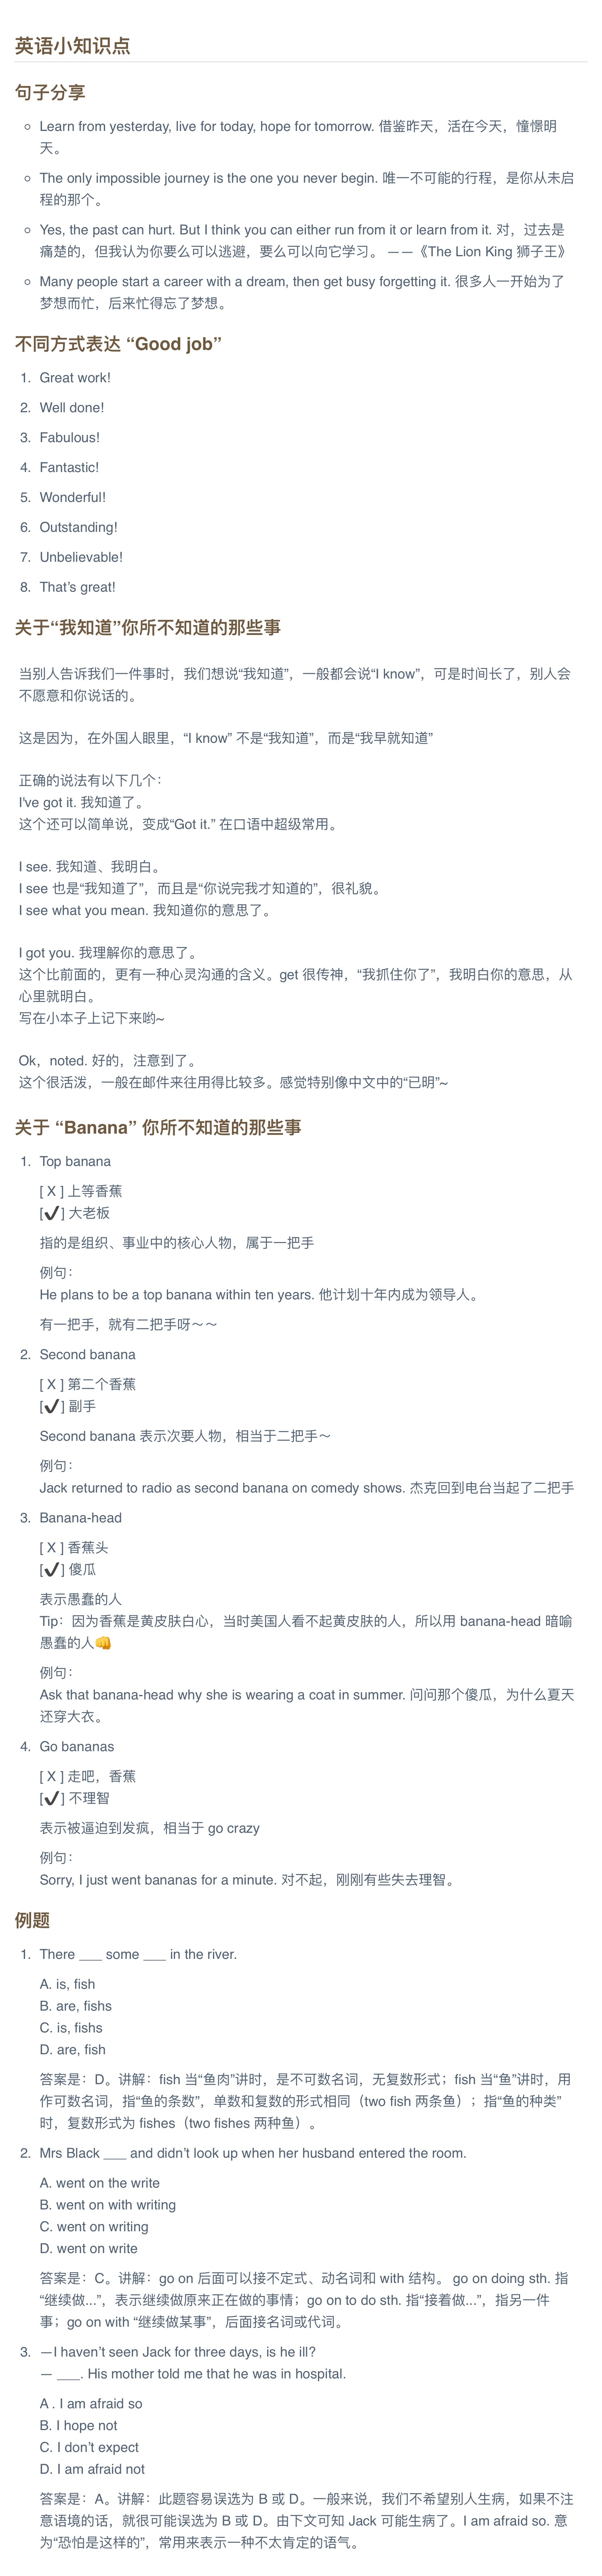 英语小知识点
句子分享
Learn from yesterday, live for today, hope for tomorrow. 借鉴昨天，活在今天，憧憬明
天。
The only impossible journey is the one you never begin. 唯一不可能的行程，是你从未启
程的那个。
Yes, the past can hurt. But I think you can either run from it or learn from it. 对，过去是
痛楚的，但我认为你要么可以逃避，要么可以向它学习。 ——《The Lion King 狮子王》
Many people start a career with a dream, then get busy forgetting it. 很多人一开始为了
梦想而忙，后来忙得忘了梦想。
不同方式表达 “Good job”
1. Great work!
2. Well done!
3. Fabulous!
4. Fantastic!
5. Wonderful!
6. Outstanding!
7. Unbelievable!
8. That’s great!
关于“我知道”你所不知道的那些事
当别人告诉我们一件事时，我们想说“我知道”，一般都会说“I know”，可是时间长了，别人会
不愿意和你说话的。
这是因为，在外国人眼里，“I know” 不是“我知道”，而是“我早就知道”
正确的说法有以下几个：
I've got it. 我知道了。
这个还可以简单说，变成“Got it.” 在口语中超级常用。
I see. 我知道、我明白。
I see 也是“我知道了”，而且是“你说完我才知道的”，很礼貌。
I see what you mean. 我知道你的意思了。
I got you. 我理解你的意思了。
这个比前面的，更有一种心灵沟通的含义。get 很传神，“我抓住你了”，我明白你的意思，从
心里就明白。
写在小本子上记下来哟~
Ok，noted. 好的，注意到了。
这个很活泼，一般在邮件来往用得比较多。感觉特别像中文中的“已明”~
关于 “Banana” 你所不知道的那些事
1. Top banana
[ X ] 上等香蕉
[✔] 大老板
指的是组织、事业中的核心人物，属于一把手
例句：
He plans to be a top banana within ten years. 他计划十年内成为领导人。
有一把手，就有二把手呀～～
2. Second banana
[ X ] 第二个香蕉
[✔] 副手
Second banana 表示次要人物，相当于二把手～
例句：
Jack returned to radio as second banana on comedy shows. 杰克回到电台当起了二把手
3. Banana-head
[ X ] 香蕉头
[✔] 傻瓜
表示愚蠢的人
Tip：因为香蕉是黄皮肤白心，当时美国人看不起黄皮肤的人，所以用 banana-head 暗喻
愚蠢的人👊
例句：
Ask that banana-head why she is wearing a coat in summer. 问问那个傻瓜，为什么夏天
还穿大衣。
4. Go bananas
[ X ] 走吧，香蕉
[✔] 不理智
表示被逼迫到发疯，相当于 go crazy
例句：
Sorry, I just went bananas for a minute. 对不起，刚刚有些失去理智。
例题
1. There ___ some ___ in the river.
A. is, fish
B. are, fishs
C. is, fishs
D. are, fish
答案是：D。讲解：fish 当“鱼肉”讲时，是不可数名词，无复数形式；fish 当“鱼”讲时，用
作可数名词，指“鱼的条数”，单数和复数的形式相同（two fish 两条鱼）；指“鱼的种类”
时，复数形式为 fishes（two fishes 两种鱼）。
2. Mrs Black ___ and didn’t look up when her husband entered the room.
A. went on the write
B. went on with writing
C. went on writing
D. went on write
答案是：C。讲解：go on 后面可以接不定式、动名词和 with 结构。 go on doing sth. 指
“继续做...”，表示继续做原来正在做的事情；go on to do sth. 指“接着做...”，指另一件
事；go on with “继续做某事”，后面接名词或代词。
3. —I haven’t seen Jack for three days, is he ill?
— ___. His mother told me that he was in hospital.
A . I am afraid so
B. I hope not
C. I don’t expect
D. I am afraid not
答案是：A。讲解：此题容易误选为 B 或 D。一般来说，我们不希望别人生病，如果不注
意语境的话，就很可能误选为 B 或 D。由下文可知 Jack 可能生病了。I am afraid so. 意
为“恐怕是这样的”，常用来表示一种不太肯定的语气。